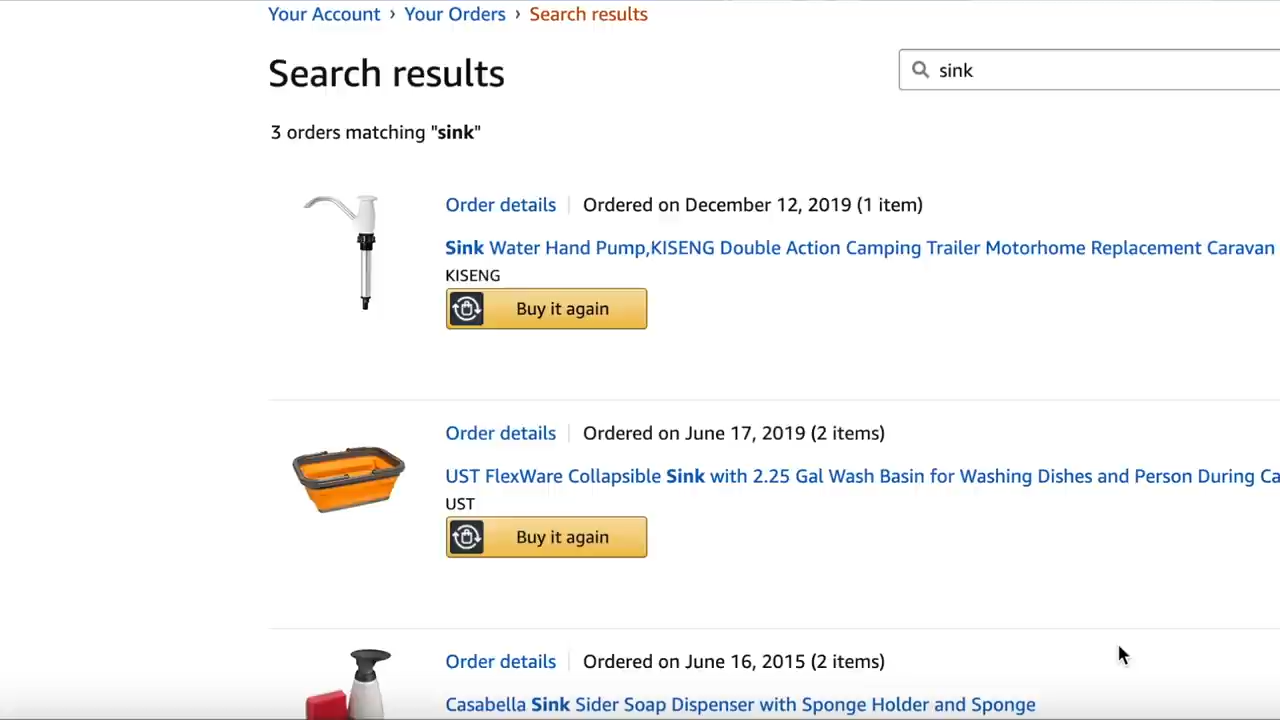 Your Account › Your Orders › Search results
Search results
sink
3 orders matching "sink"
Order details | Ordered on December 12, 2019 (1 item)
Sink Water Hand Pump,KISENG Double Action Camping Trailer Motorhome Replacement Caravan
KISENG
Buy it again
Order details | Ordered on June 17, 2019 (2 items)
UST FlexWare Collapsible Sink with 2.25 Gal Wash Basin for Washing Dishes and Person During Ca
UST
Buy it again
Order details | Ordered on June 16, 2015 (2 items)
Casabella Sink Sider Soap Dispenser with Sponge Holder and Sponge